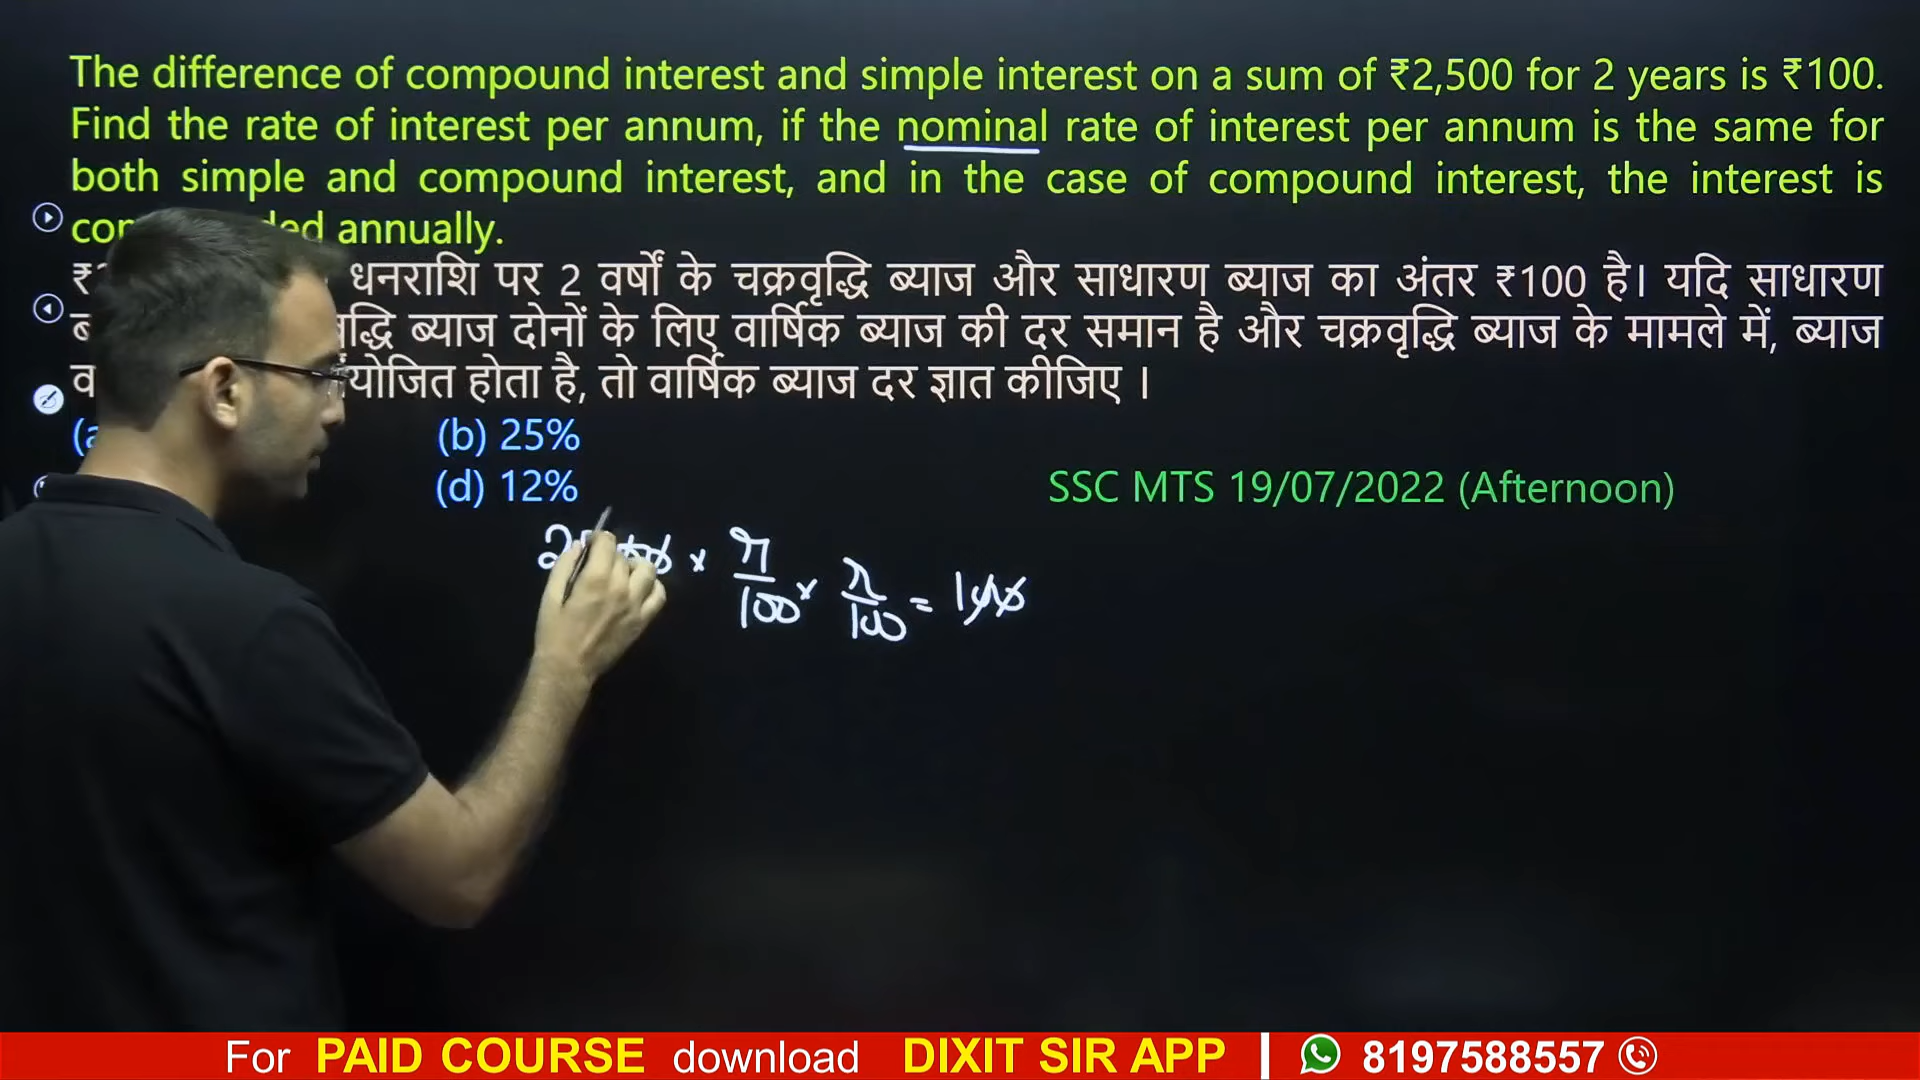 The difference of compound interest and simple interest on a sum of ₹2,500 for 2 years is ₹100.
Find the rate of interest per annum, if the nominal rate of interest per annum is the same for
both simple and compound interest, and in the case of compound interest, the interest is
annually.
धनराशि पर 2 वर्षों के चक्रवृद्धि ब्याज और साधारण ब्याज का अंतर ₹100 है। यदि साधारण
ब्याज दोनों के लिए वार्षिक ब्याज की दर समान है और चक्रवृद्धि ब्याज के मामले में, ब्याज
होता है, तो वार्षिक ब्याज दर ज्ञात कीजिए ।
(b) 25%
(d) 12% SSC MTS 19/07/2022 (Afternoon)
× r/100 × r/100 = 100
For PAID COURSE download DIXIT SIR APP | 8197588557